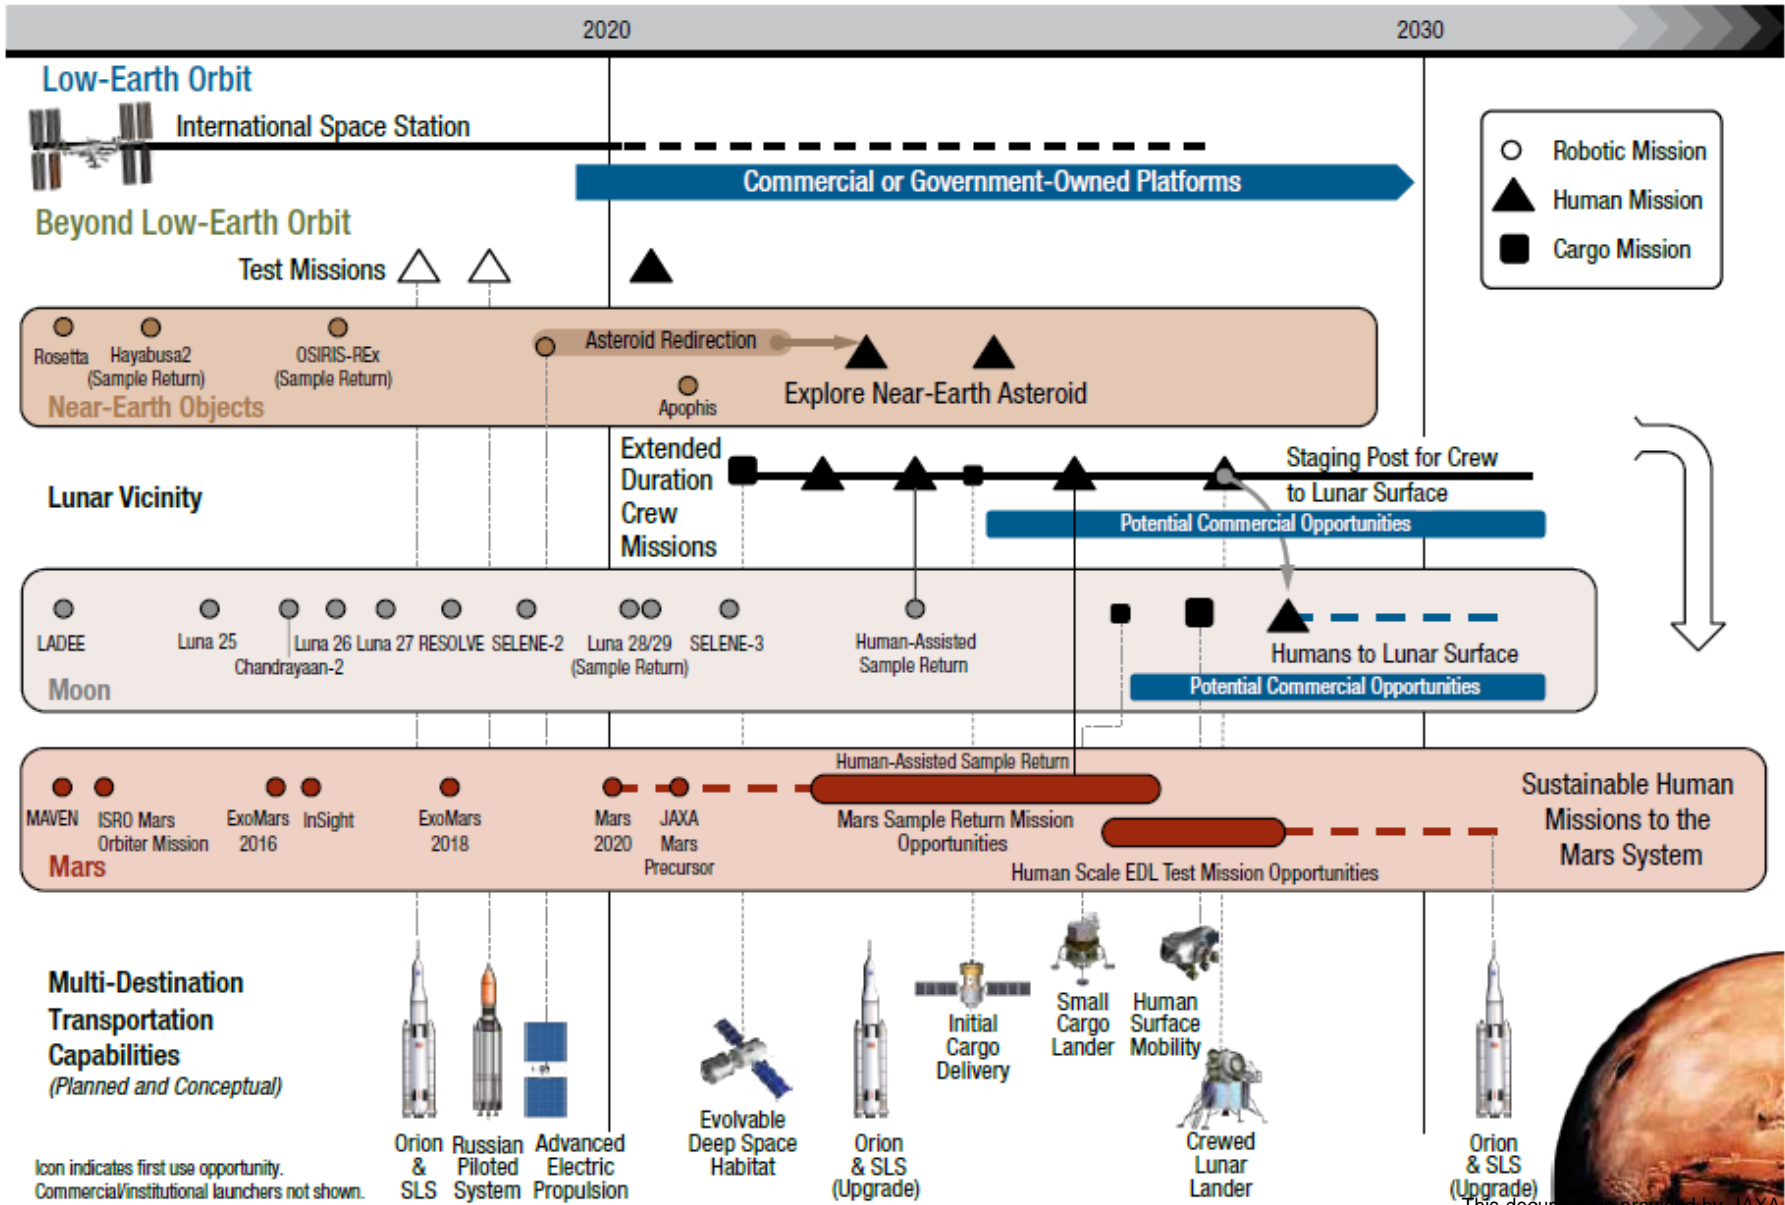 2020
2030
Low-Earth Orbit
International Space Station
Commercial or Government-Owned Platforms
Robotic Mission
Human Mission
Cargo Mission
Beyond Low-Earth Orbit
Test Missions
Rosetta
Hayabusa2
(Sample Return)
OSIRIS-REx
(Sample Return)
Asteroid Redirection
Apophis
Explore Near-Earth Asteroid
Near-Earth Objects
Lunar Vicinity
Extended
Duration
Crew
Missions
Staging Post for Crew
to Lunar Surface
Potential Commercial Opportunities
LADEE
Luna 25
Chandrayaan-2
Luna 26
Luna 27
RESOLVE
SELENE-2
Luna 28/29
(Sample Return)
SELENE-3
Human-Assisted
Sample Return
Humans to Lunar Surface
Potential Commercial Opportunities
Moon
MAVEN
ISRO Mars
Orbiter Mission
ExoMars
2016
InSight
ExoMars
2018
Mars
2020
JAXA
Mars
Precursor
Human-Assisted Sample Return
Mars Sample Return Mission
Opportunities
Human Scale EDL Test Mission Opportunities
Sustainable Human
Missions to the
Mars System
Mars
Multi-Destination
Transportation
Capabilities
(Planned and Conceptual)
Orion
&
SLS
Russian
Piloted
System
Advanced
Electric
Propulsion
Evolvable
Deep Space
Habitat
Orion
& SLS
(Upgrade)
Initial
Cargo
Delivery
Small
Cargo
Lander
Human
Surface
Mobility
Crewed
Lunar
Lander
Orion
& SLS
(Upgrade)
Icon indicates first use opportunity.
Commercial/institutional launchers not shown.
This document provided by JAXA